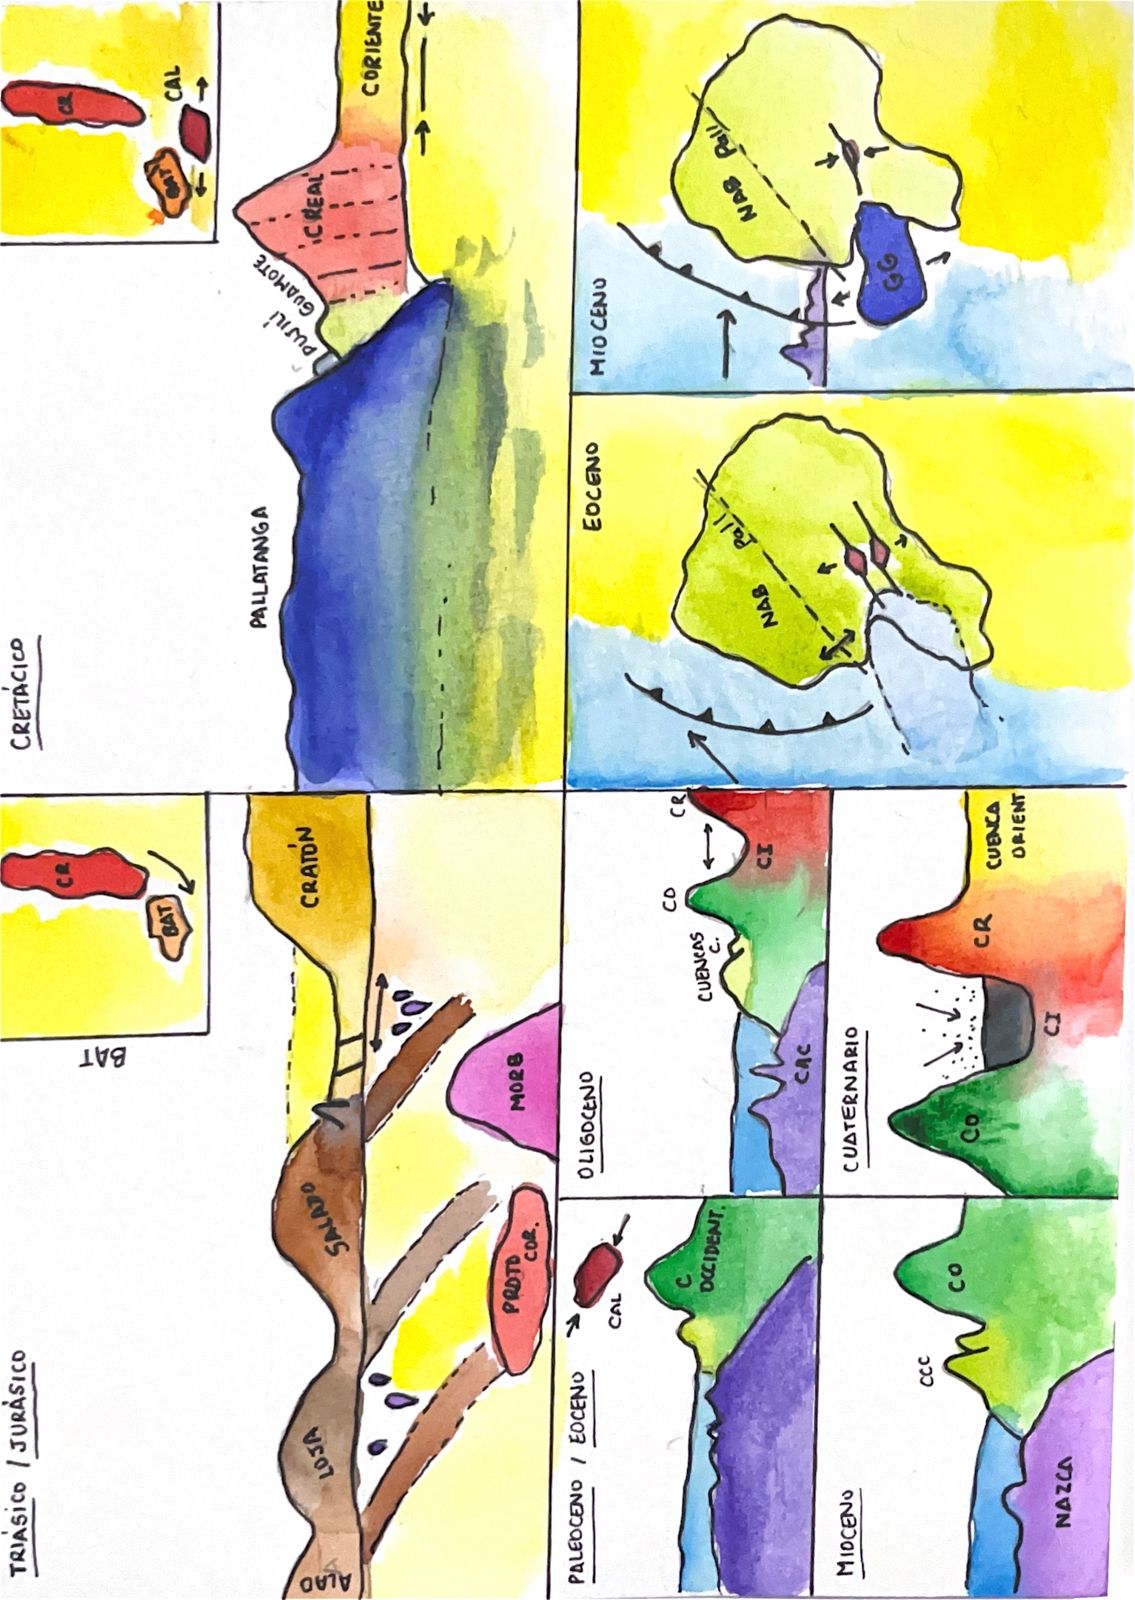 TRIÁSICO / JURÁSICO
BAT
CR
BAT
ALAO
LOJA
SALADO
CRATÓN
PROTO
COR.
MORB
CRETÁCICO
CR
BAT
CAL
PALLATANGA
PUJILÍ
GUAMOTE
C REAL
CORIENTE
PALEOCENO / EOCENO
CAL
C
OCCIDENT.
OLIGOCENO
CO
CR
CUENCAS
C.
CI
CAC
EOCENO
NAB
Pall
MIOCENO
NAB
Pall
GG
MIOCENO
CCC
CO
NAZCA
CUATERNARIO
CO
CR
CI
CUENCA
ORIENT